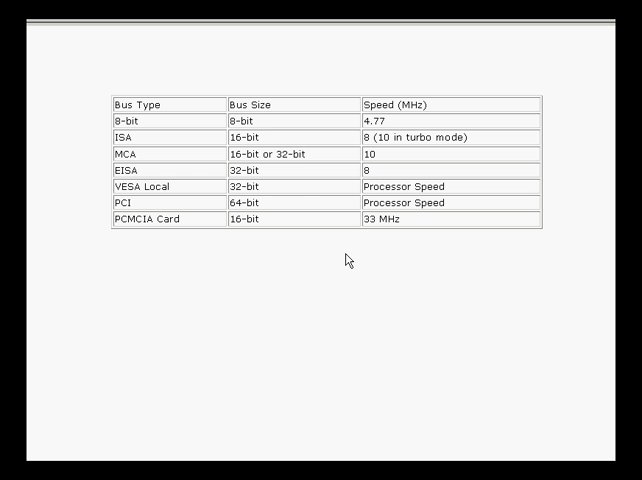 Bus Type Bus Size Speed (MHz)
8-bit 8-bit 4.77
ISA 16-bit 8 (10 in turbo mode)
MCA 16-bit or 32-bit 10
EISA 32-bit 8
VESA Local 32-bit Processor Speed
PCI 64-bit Processor Speed
PCMCIA Card 16-bit 33 MHz